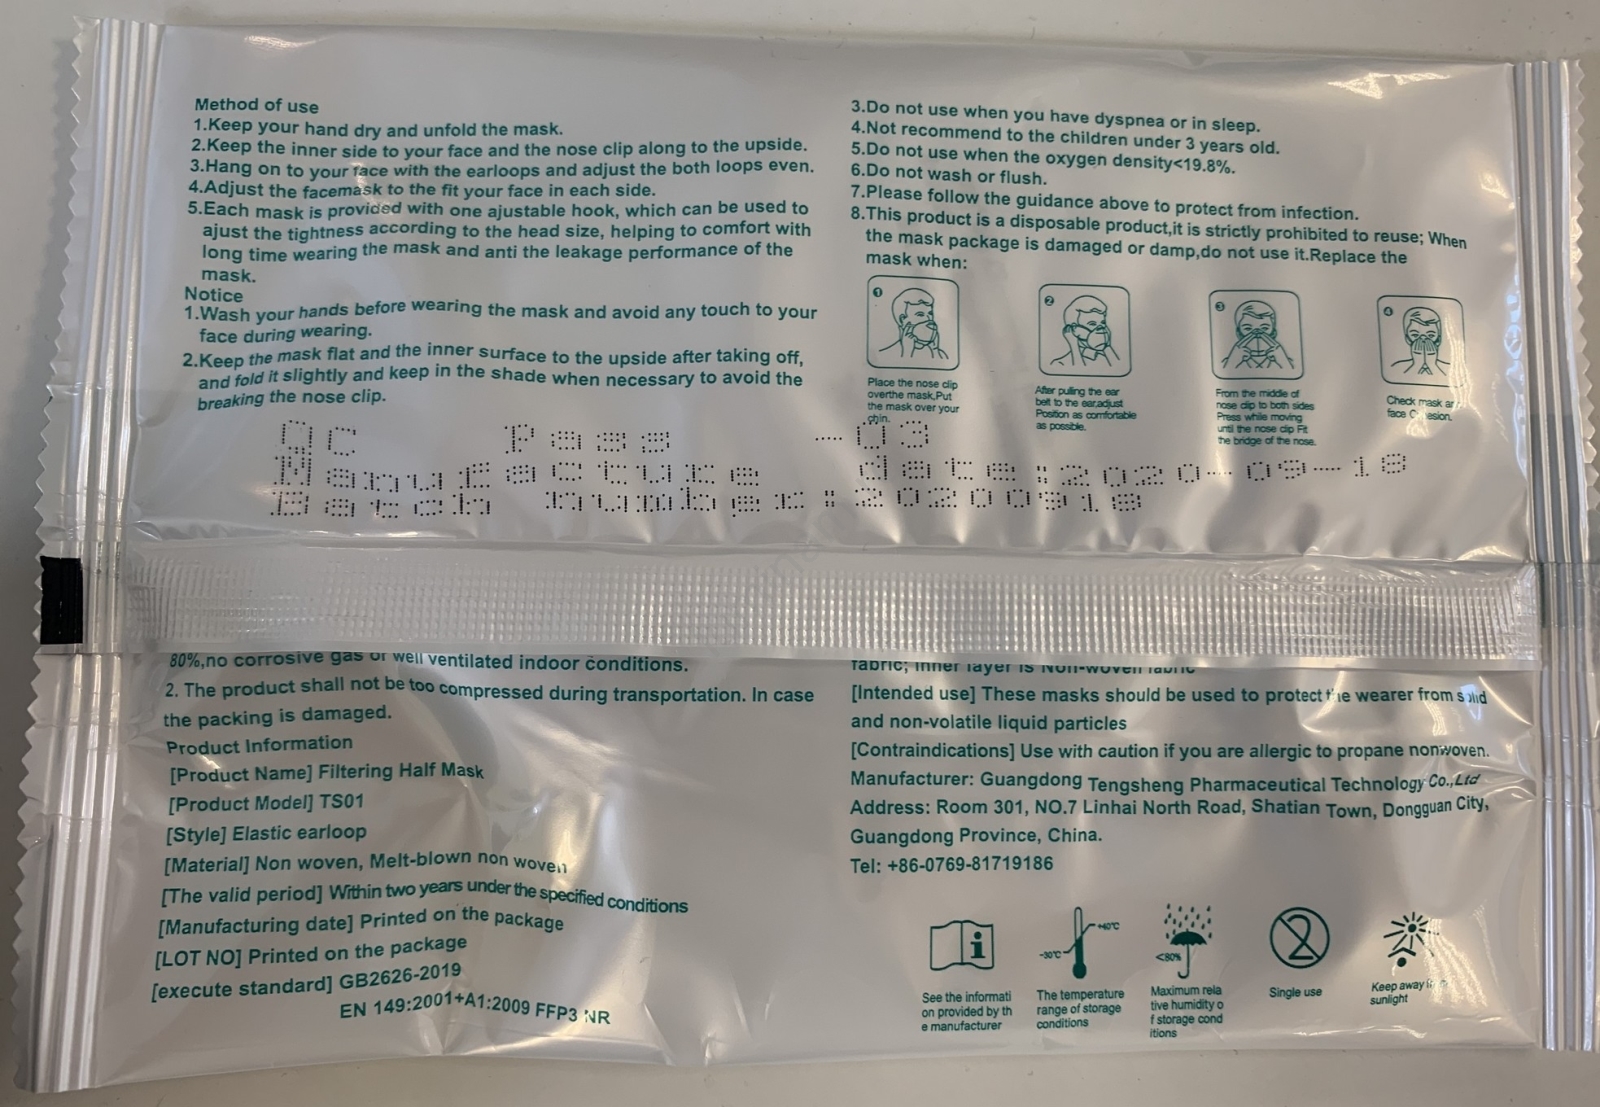 Method of use
1.Keep your hand dry and unfold the mask.
2.Keep the inner side to your face and the nose clip along to the upside.
3.Hang on to your face with the earloops and adjust the both loops even.
4.Adjust the facemask to the fit your face in each side.
5.Each mask is provided with one ajustable hook, which can be used to
ajust the tightness according to the head size, helping to comfort with
long time wearing the mask and anti the leakage performance of the
mask.
Notice
1.Wash your hands before wearing the mask and avoid any touch to your
face during wearing.
2.Keep the mask flat and the inner surface to the upside after taking off,
and fold it slightly and keep in the shade when necessary to avoid the
breaking the nose clip.
3.Do not use when you have dyspnea or in sleep.
4.Not recommend to the children under 3 years old.
5.Do not use when the oxygen density<19.8%.
6.Do not wash or flush.
7.Please follow the guidance above to protect from infection.
8.This product is a disposable product,it is strictly prohibited to reuse; When
the mask package is damaged or damp,do not use it.Replace the
mask when:
1
Place the nose clip
overthe mask,Put
the mask over your
chin.
2
After pulling the ear
belt to the ear,adjust
Position as comfortable
as possible.
3
From the middle of
nose clip to both sides
Press while moving
until the nose clip Fit
the bridge of the nose.
4
Check mask
face
QC Pass -03
Manufacture date:2020-09-18
Batch number:20200918
80%,no corrosive gas or well ventilated indoor conditions.
2. The product shall not be too compressed during transportation. In case
the packing is damaged.
Product Information
[Product Name] Filtering Half Mask
[Product Model] TS01
[Style] Elastic earloop
[Material] Non woven, Melt-blown non woven
[The valid period] Within two years under the specified conditions
[Manufacturing date] Printed on the package
[LOT NO] Printed on the package
[execute standard] GB2626-2019
EN 149:2001+A1:2009 FFP3 NR
fabric; inner layer is Non-woven fabric
[Intended use] These masks should be used to protect the wearer from solid
and non-volatile liquid particles
[Contraindications] Use with caution if you are allergic to propane nonwoven.
Manufacturer: Guangdong Tengsheng Pharmaceutical Technology Co.,Ltd
Address: Room 301, NO.7 Linhai North Road, Shatian Town, Dongguan City,
Guangdong Province, China.
Tel: +86-0769-81719186
See the informati
on provided by th
e manufacturer
-30°C
+40°C
The temperature
range of storage
conditions
<80%
Maximum rela
tive humidity o
f storage cond
itions
2
Single use
Keep away
sunlight